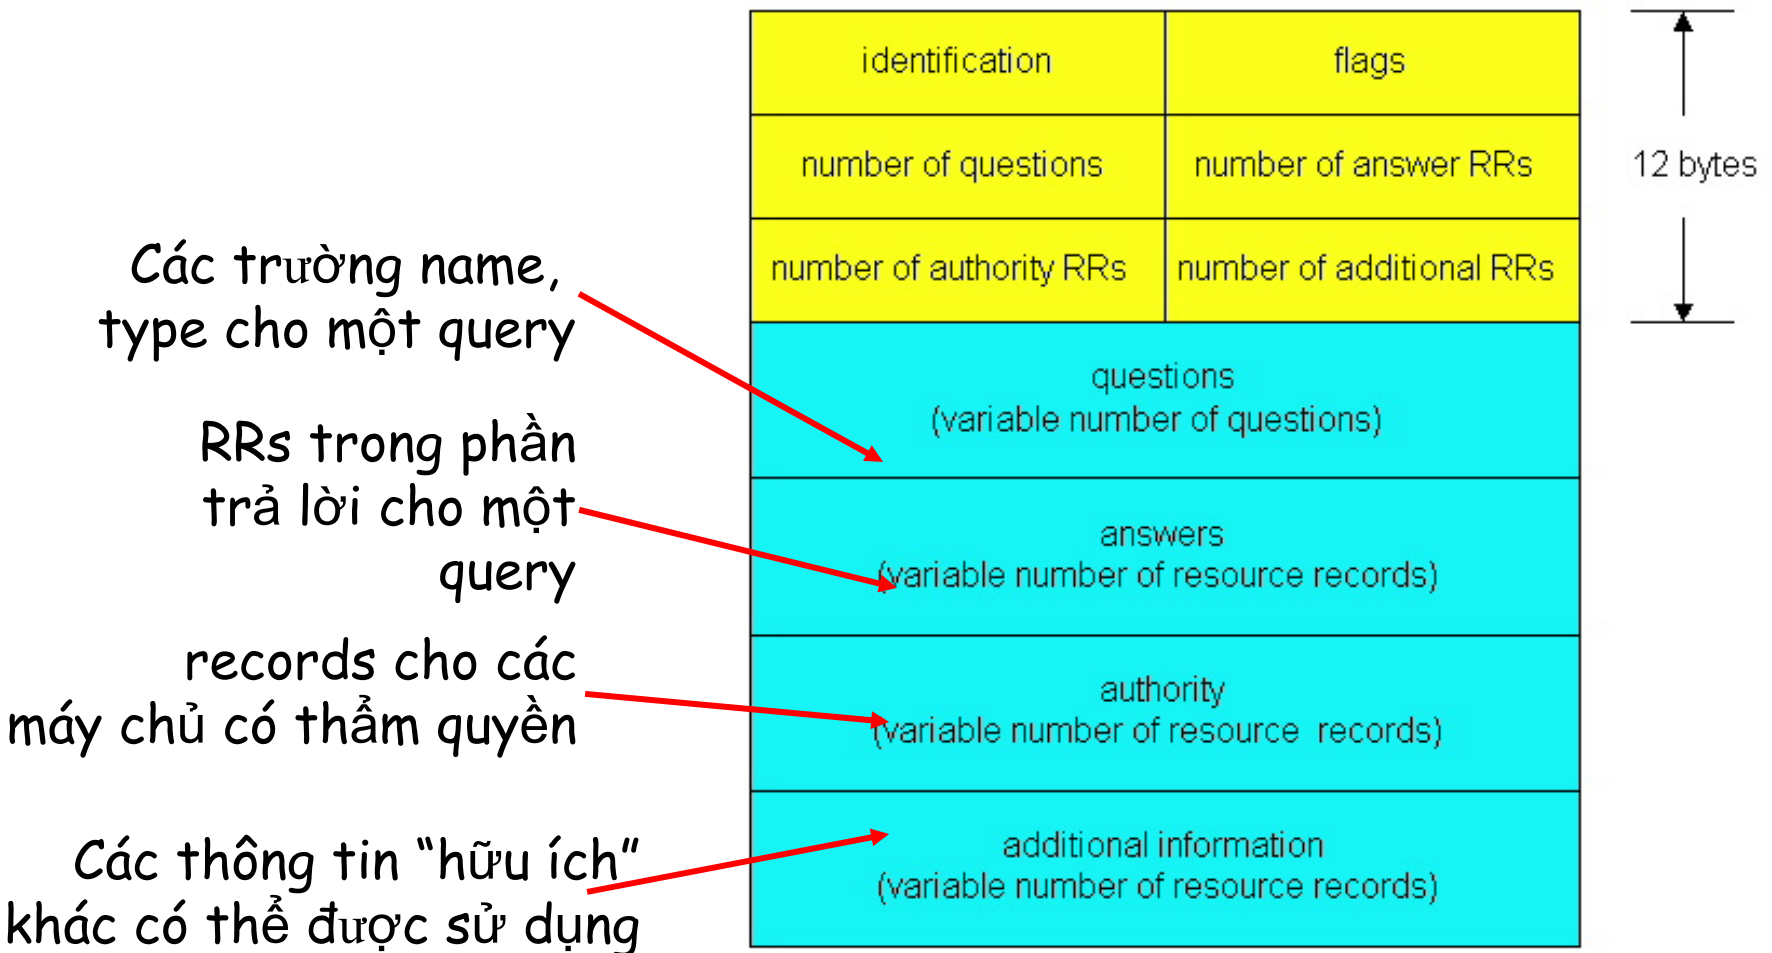 identification
flags
number of questions
number of answer RRs
12 bytes
number of authority RRs
number of additional RRs
Các trường name,
type cho một query
questions
(variable number of questions)
RRs trong phần
trả lời cho một
query
answers
(variable number of resource records)
records cho các
máy chủ có thẩm quyền
authority
(variable number of resource records)
Các thông tin “hữu ích”
khác có thể được sử dụng
additional information
(variable number of resource records)